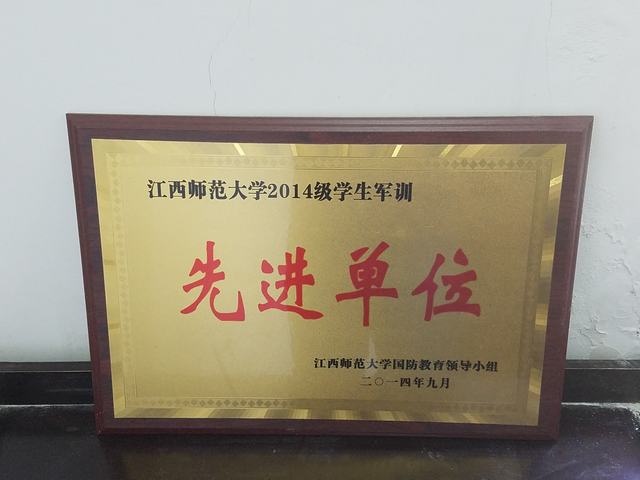 江西师范大学2014级学生军训
先进单位
江西师范大学国防教育领导小组
二〇一四年九月